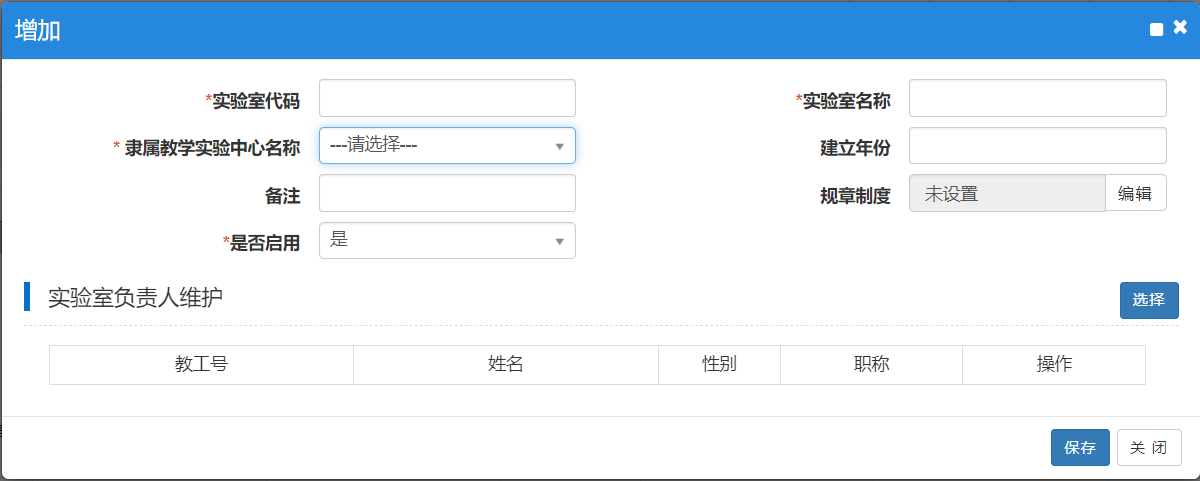 增加
*实验室代码
*实验室名称
* 隶属教学实验中心名称 ---请选择---
建立年份
备注
规章制度 未设置 编辑
*是否启用 是
实验室负责人维护 选择
教工号 姓名 性别 职称 操作
保存 关 闭